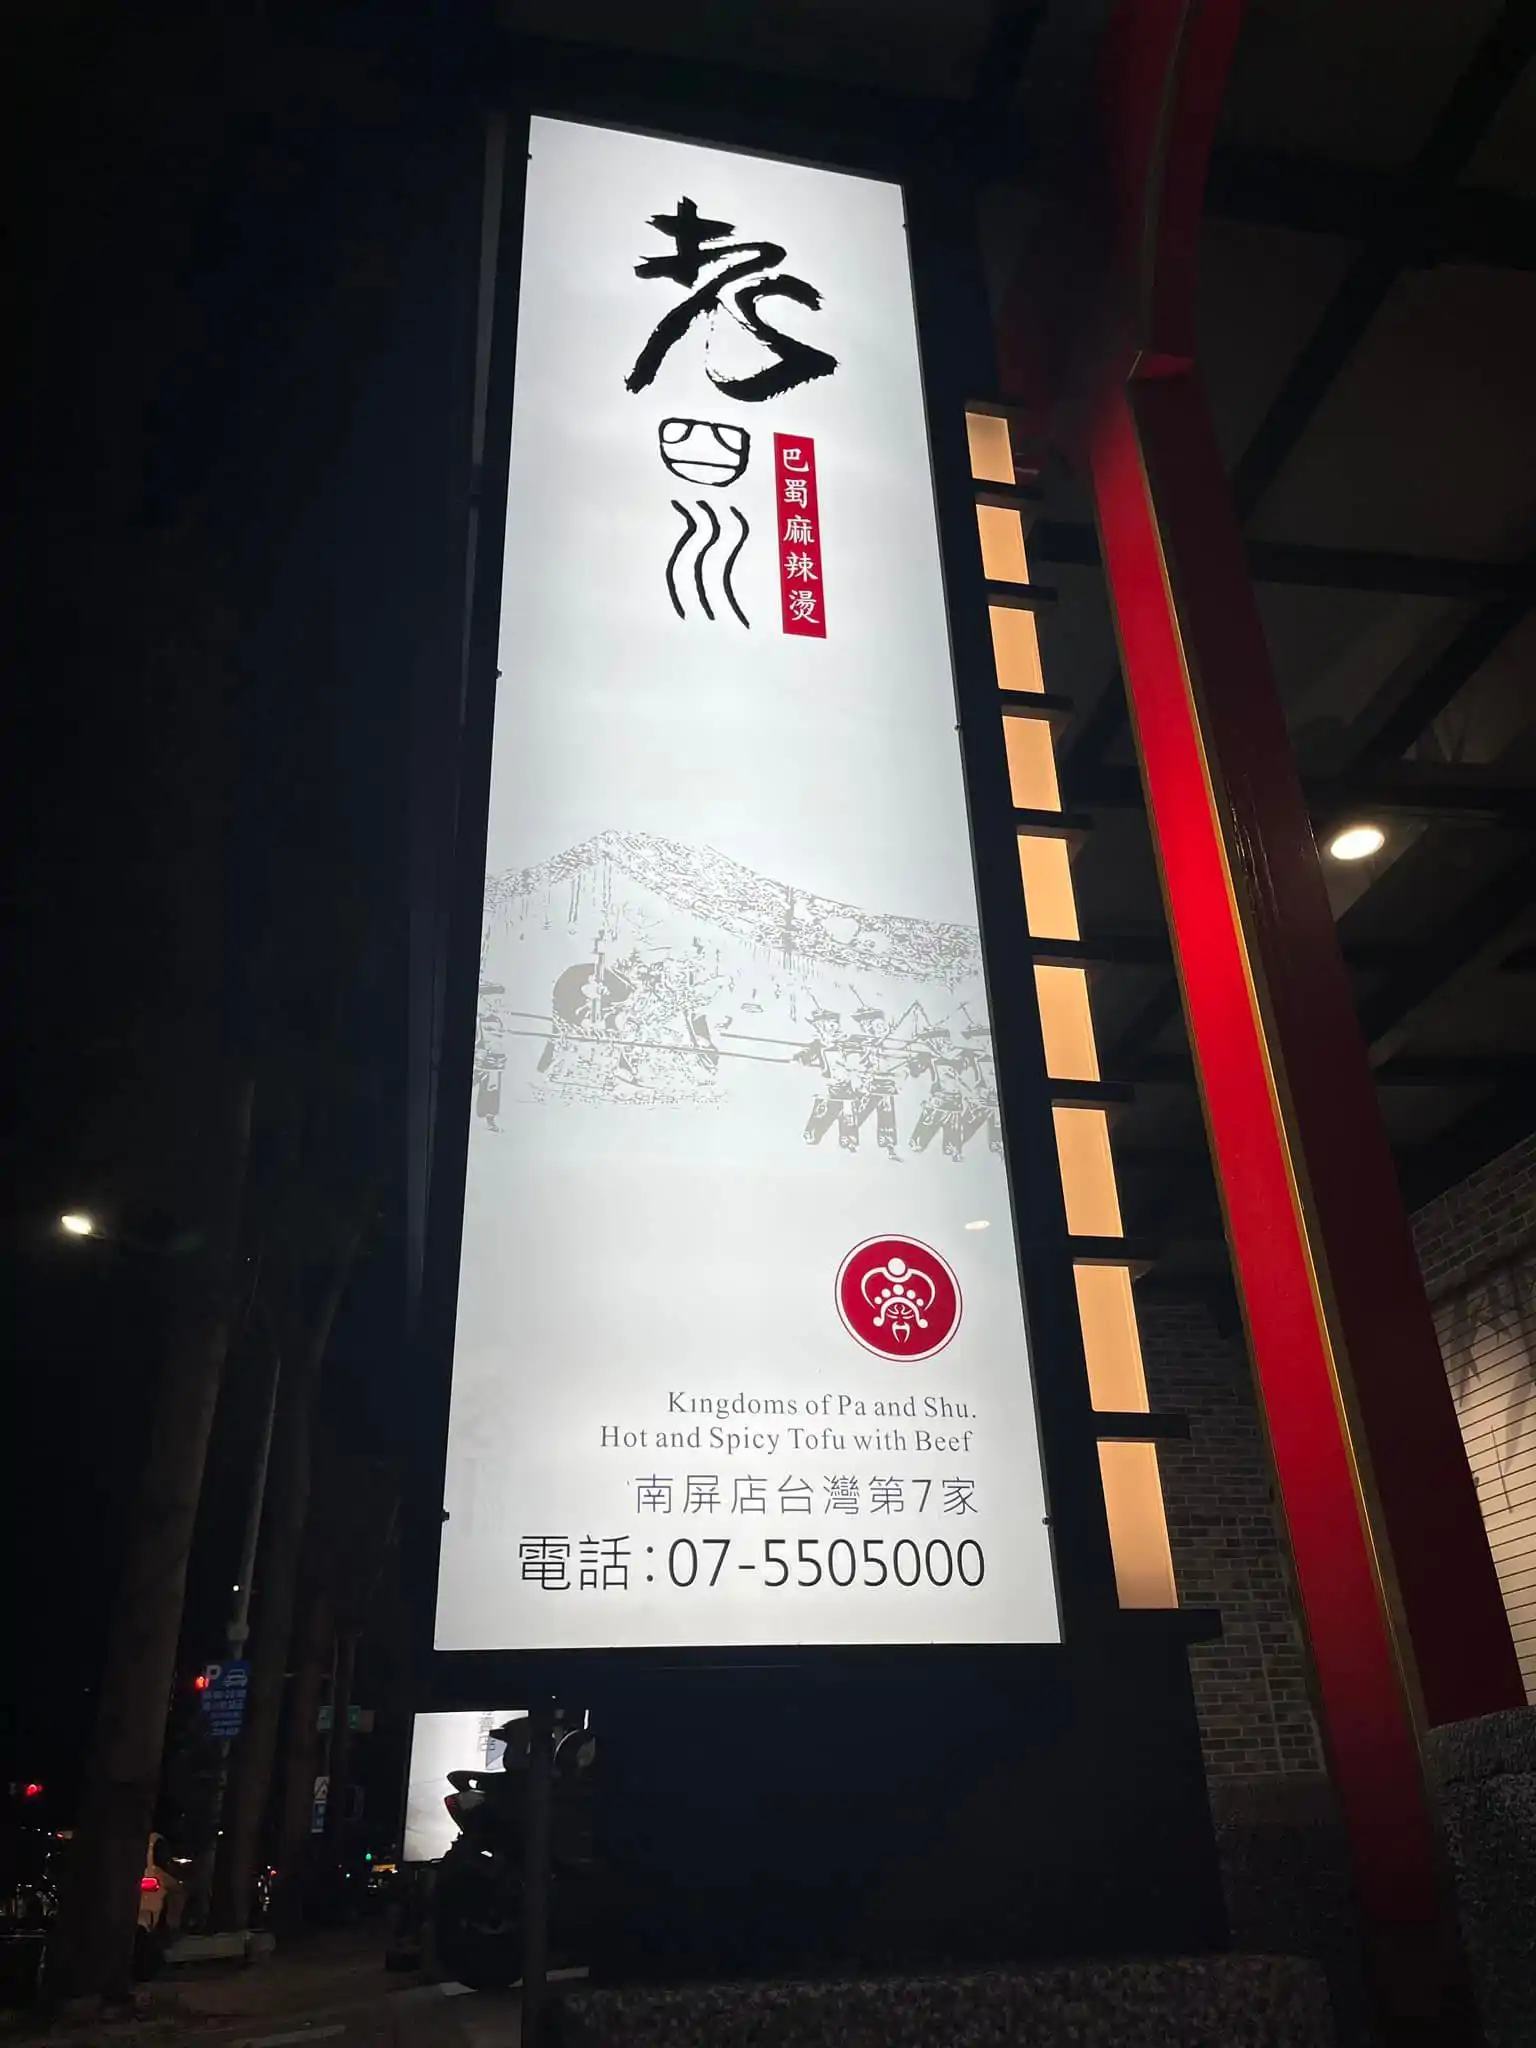 老四川
巴蜀麻辣燙
Kingdoms of Pa and Shu.
Hot and Spicy Tofu with Beef
南屏店台灣第7家
電話:07-5505000
P